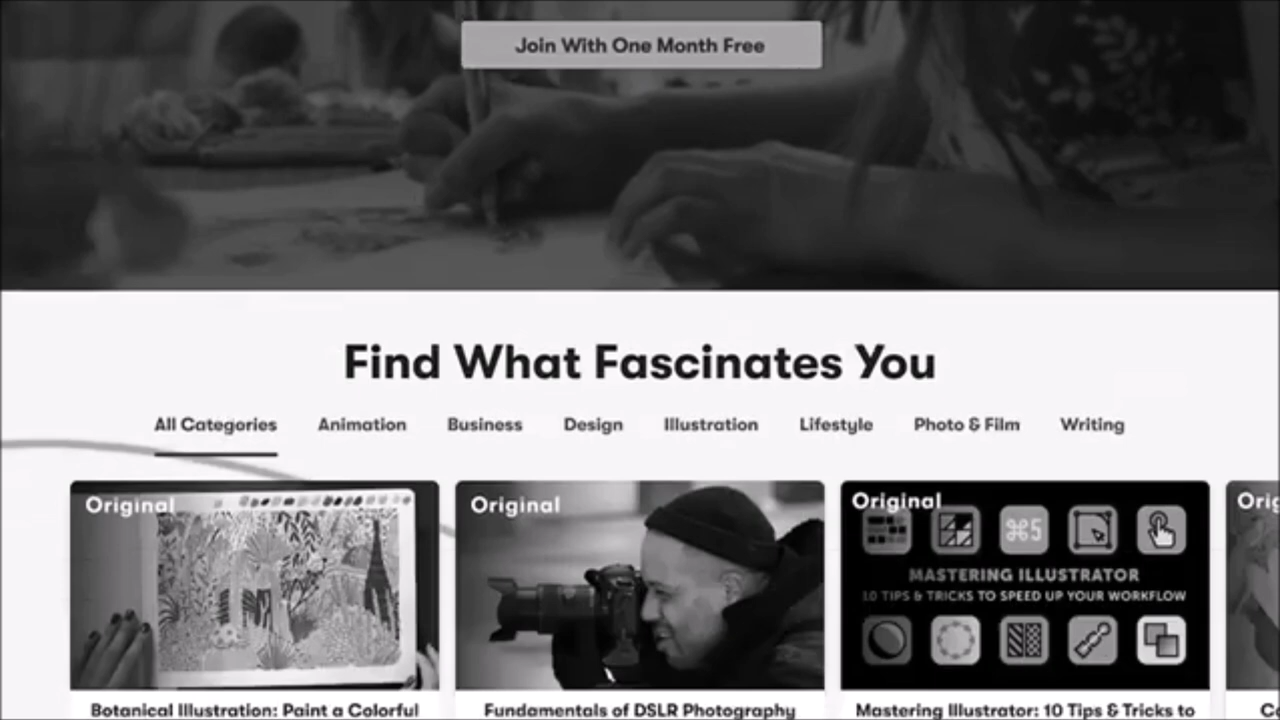 Join With One Month Free
Find What Fascinates You
All Categories Animation Business Design Illustration Lifestyle Photo & Film Writing
Original Original Original Orig
⌘5
MASTERING ILLUSTRATOR
10 TIPS & TRICKS TO SPEED UP YOUR WORKFLOW
Botanical Illustration: Paint a Colorful Fundamentals of DSLR Photography Mastering Illustrator: 10 Tips & Tricks to